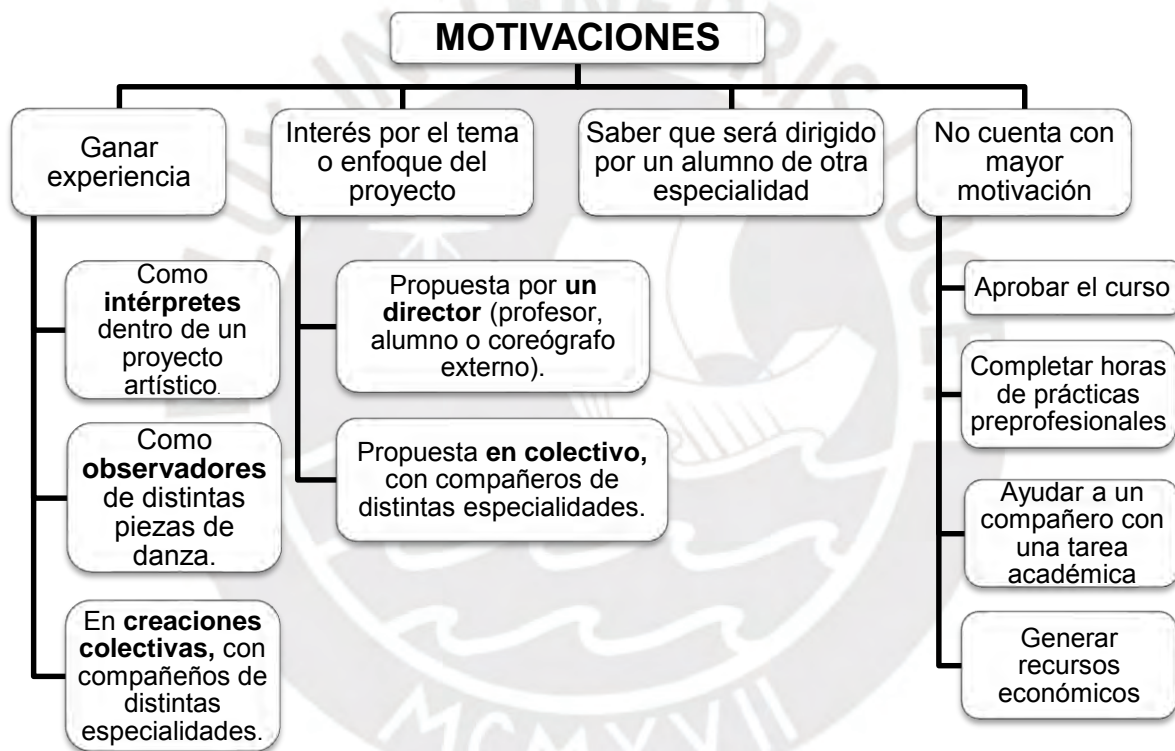 MOTIVACIONES
Ganar
experiencia
Como
intérpretes
dentro de un
proyecto
artístico.
Como
observadores
de distintas
piezas de
danza.
En creaciones
colectivas, con
compañeños de
distintas
especialidades.
Interés por el tema
o enfoque del
proyecto
Propuesta por un
director (profesor,
alumno o coreógrafo
externo).
Propuesta en colectivo,
con compañeros de
distintas especialidades.
Saber que será dirigido
por un alumno de otra
especialidad
No cuenta con
mayor
motivación
Aprobar el curso
Completar horas
de prácticas
preprofesionales
Ayudar a un
compañero con
una tarea
académica
Generar
recursos
económicos
MCMXVII